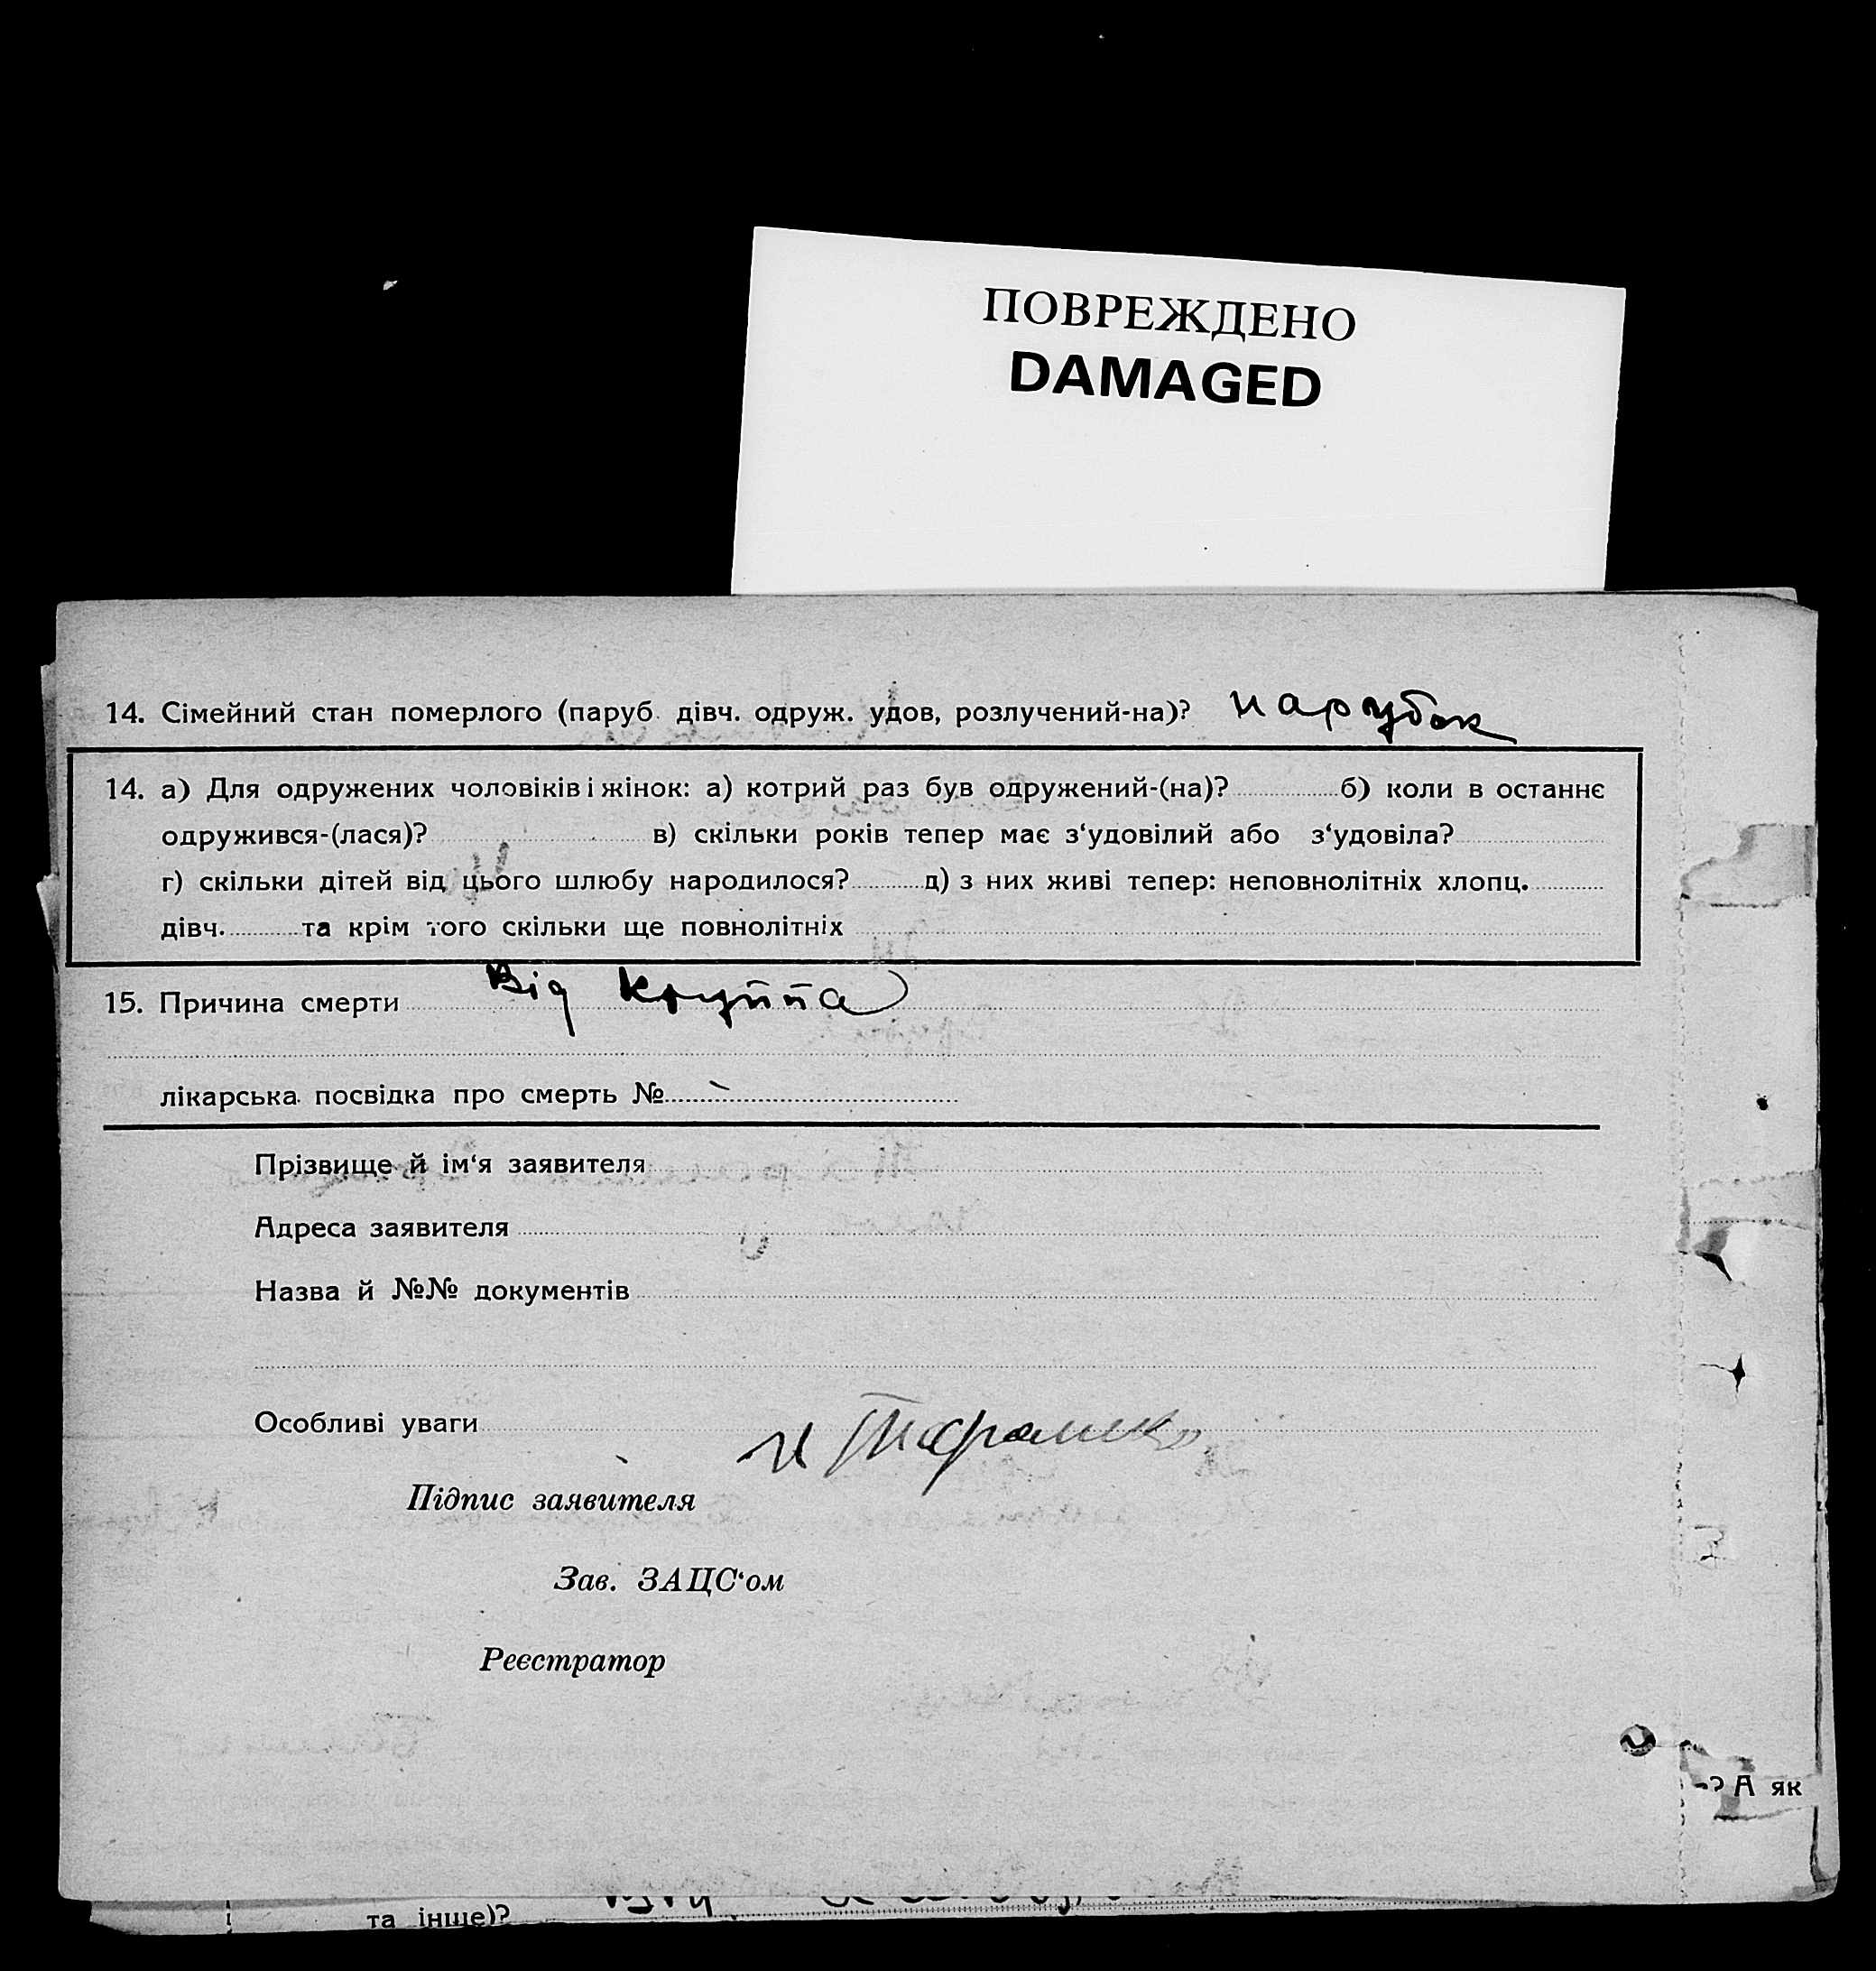 ПОВРЕЖДЕНО
DAMAGED
14. Сімейний стан померлого (паруб. дівч. одруж. удов, розлучений-на)? парубок
14. а) Для одружених чоловіків і жінок: а) котрий раз був одружений-(на)? б) коли в останнє
одружився-(лася)? в) скільки років тепер має з‘удовілий або з‘удовіла?
г) скільки дітей від цього шлюбу народилося? д) з них живі тепер: неповнолітніх хлопц.
дівч. та крім того скільки ще повнолітніх
15. Причина смерти Від круппа
лікарська посвідка про смерть №
Прізвище й ім‘я заявителя
Адреса заявителя
Назва й №№ документів
Особливі уваги
Підпис заявителя
Зав. ЗАЦС‘ом
Реєстратор
-? А як
та інше)?